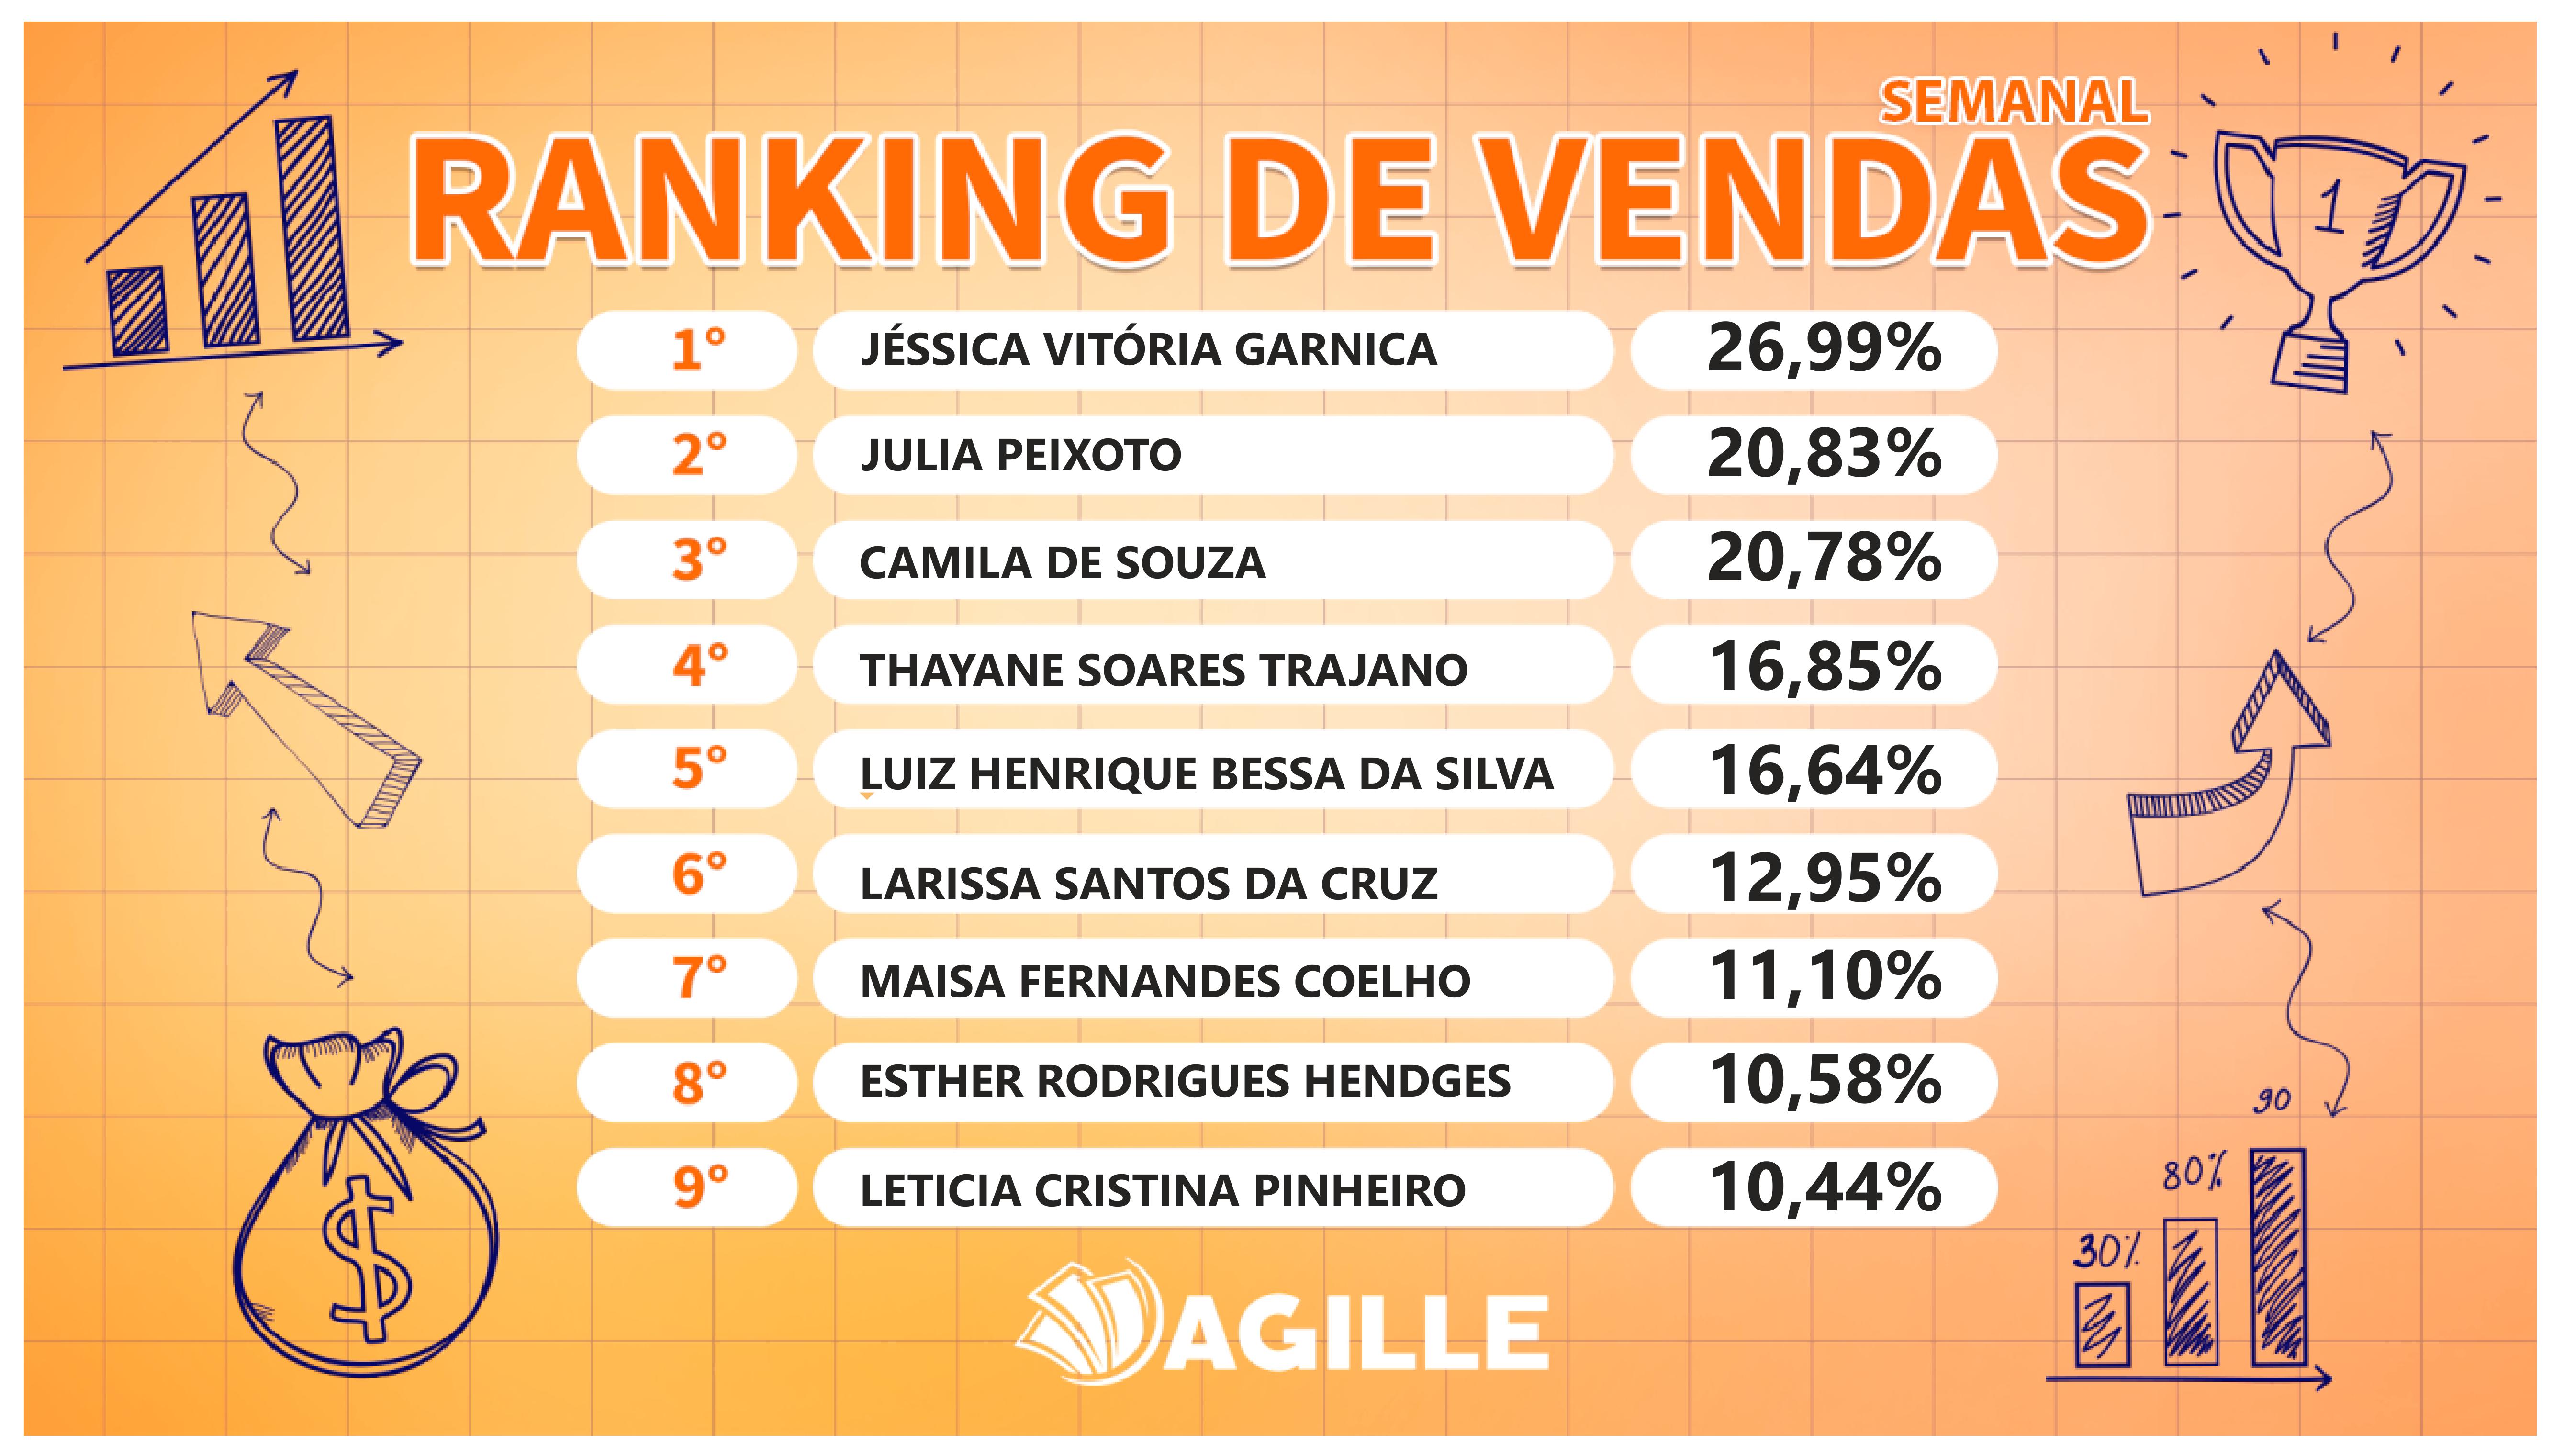 SEMANAL
RANKING DE VENDAS
1° JÉSSICA VITÓRIA GARNICA 26,99%
2° JULIA PEIXOTO 20,83%
3° CAMILA DE SOUZA 20,78%
4° THAYANE SOARES TRAJANO 16,85%
5° LUIZ HENRIQUE BESSA DA SILVA 16,64%
6° LARISSA SANTOS DA CRUZ 12,95%
7° MAISA FERNANDES COELHO 11,10%
8° ESTHER RODRIGUES HENDGES 10,58%
9° LETICIA CRISTINA PINHEIRO 10,44%
AGILLE
1
$
30%
80%
90